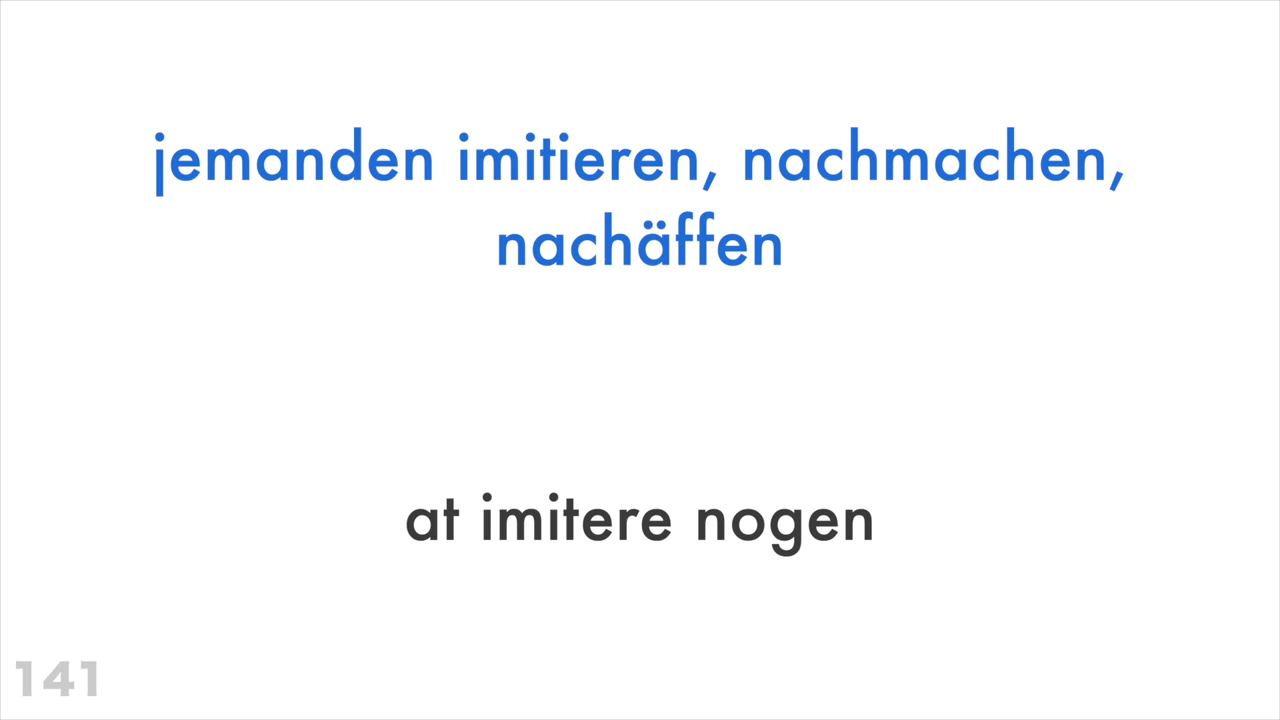 jemanden imitieren, nachmachen,
nachäffen
at imitere nogen
141